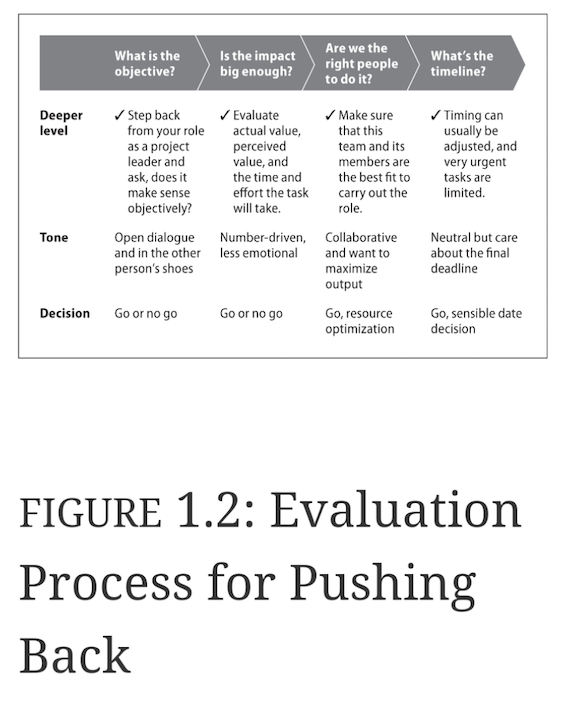 What is the
objective?
Is the impact
big enough?
Are we the
right people
to do it?
What's the
timeline?
Deeper
level
✓ Step back
from your role
as a project
leader and
ask, does it
make sense
objectively?
✓ Evaluate
actual value,
perceived
value, and
the time and
effort the task
will take.
✓ Make sure
that this
team and its
members are
the best fit to
carry out the
role.
✓ Timing can
usually be
adjusted, and
very urgent
tasks are
limited.
Tone
Open dialogue
and in the other
person's shoes
Number-driven,
less emotional
Collaborative
and want to
maximize
output
Neutral but care
about the final
deadline
Decision
Go or no go
Go or no go
Go, resource
optimization
Go, sensible date
decision
FIGURE 1.2: Evaluation
Process for Pushing
Back